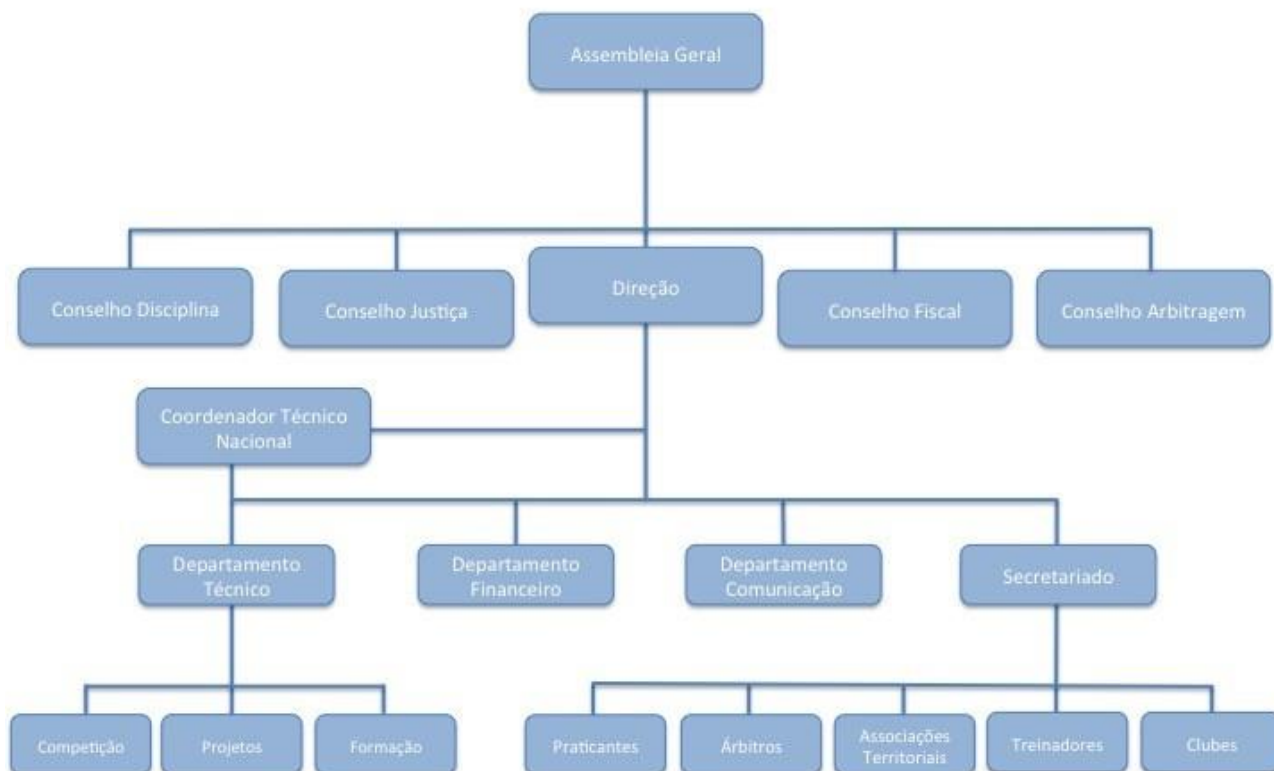 Assembleia Geral
Conselho Disciplina
Conselho Justiça
Direção
Conselho Fiscal
Conselho Arbitragem
Coordenador Técnico
Nacional
Departamento
Técnico
Departamento
Financeiro
Departamento
Comunicação
Secretariado
Competição
Projetos
Formação
Praticantes
Árbitros
Associações
Territoriais
Treinadores
Clubes